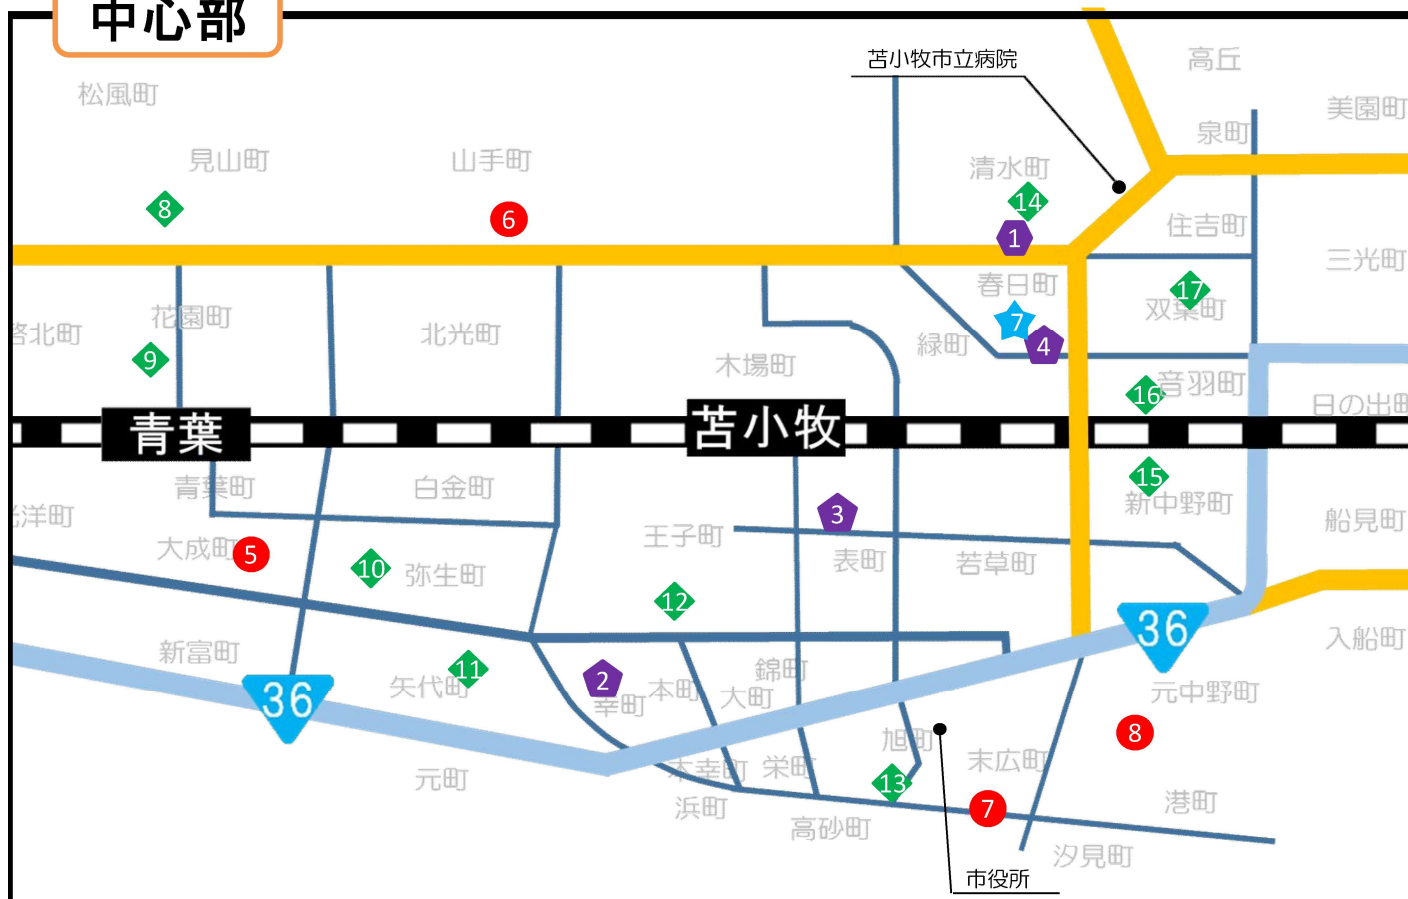 中心部
苫小牧市立病院
高丘
松風町
美園町
泉町
見山町
山手町
清水町
8
6
14
1
住吉町
三光町
春日町
17
花園町
双葉町
啓北町
北光町
7
緑町
4
9
木場町
音羽町
16
日の出町
青葉
苫小牧
青葉町
白金町
15
新中野町
3
船見町
王子町
大成町
5
表町
若草町
10
弥生町
12
36
入船町
新富町
矢代町
11
2
錦町
本町
大町
幸町
元中野町
36
8
旭町
末広町
本幸町
栄町
元町
13
浜町
7
港町
高砂町
汐見町
市役所